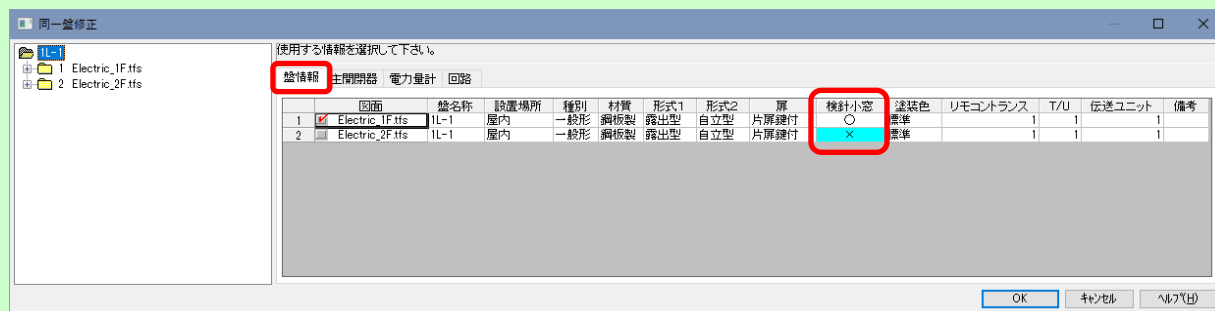 同一盤修正
1L-1
1 Electric_1F.tfs
2 Electric_2F.tfs
使用する情報を選択して下さい。
盤情報 主開閉器 電力量計 回路
図面 盤名称 設置場所 種別 材質 形式1 形式2 扉 検針小窓 塗装色 リモコントランス T/U 伝送ユニット 備考
1 Electric_1F.tfs 1L-1 屋内 一般形 鋼板製 露出型 自立型 片扉鍵付 ○ 標準 1 1 1
2 Electric_2F.tfs 1L-1 屋内 一般形 鋼板製 露出型 自立型 片扉鍵付 × 標準 1 1 1
OK キャンセル ヘルプ(H)